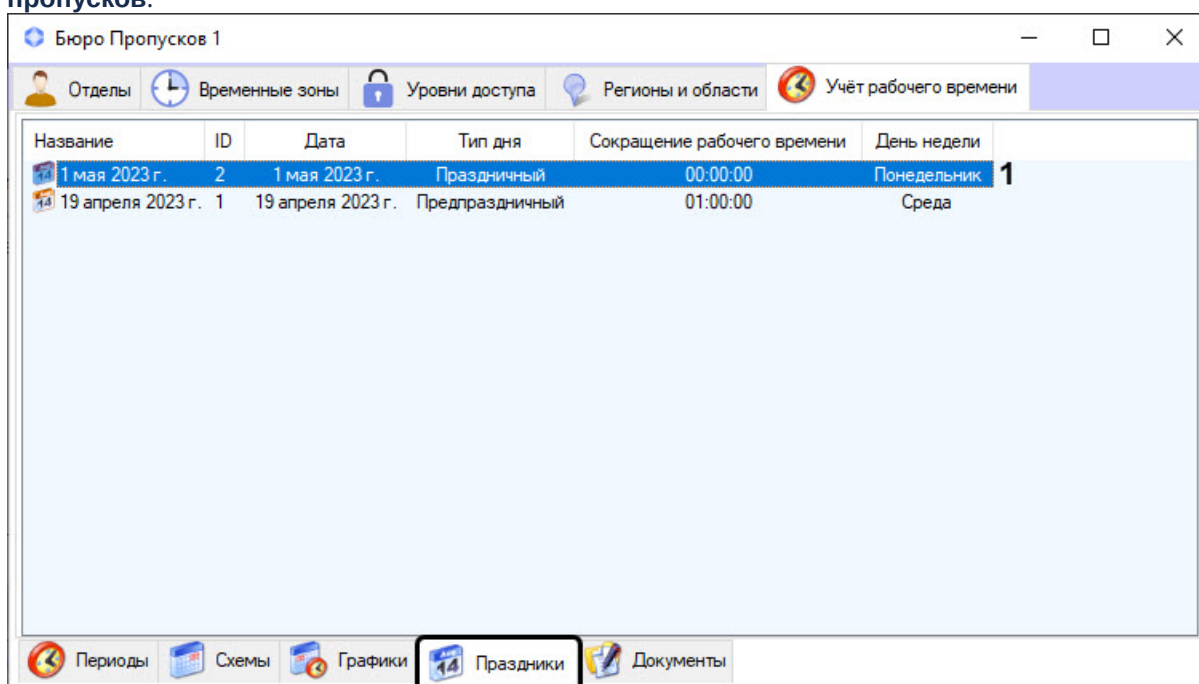 пропусков.
Бюро Пропусков 1
Отделы Временные зоны Уровни доступа Регионы и области Учёт рабочего времени
Название ID Дата Тип дня Сокращение рабочего времени День недели
1 мая 2023 г. 2 1 мая 2023 г. Праздничный 00:00:00 Понедельник 1
19 апреля 2023 г. 1 19 апреля 2023 г. Предпраздничный 01:00:00 Среда
Периоды Схемы Графики Праздники Документы